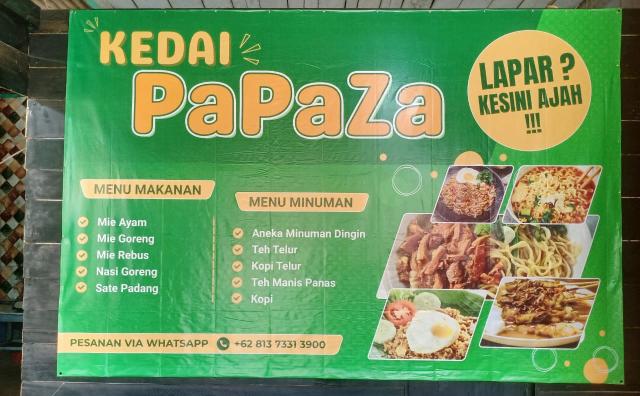 KEDAI
PaPaZa
LAPAR ?
KESINI AJAH
!!!
MENU MAKANAN
Mie Ayam
Mie Goreng
Mie Rebus
Nasi Goreng
Sate Padang
MENU MINUMAN
Aneka Minuman Dingin
Teh Telur
Kopi Telur
Teh Manis Panas
Kopi
PESANAN VIA WHATSAPP +62 813 7331 3900